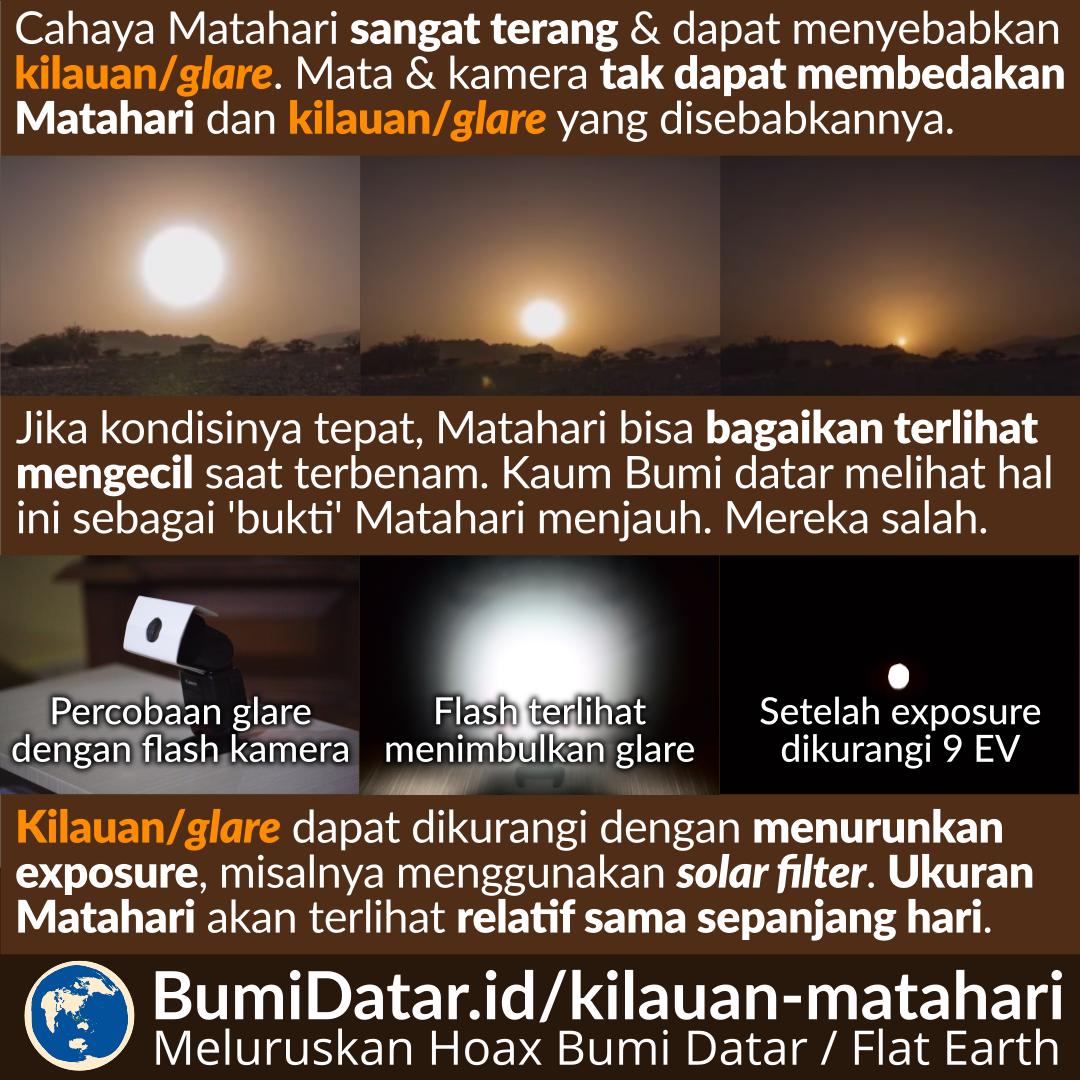 Cahaya Matahari sangat terang & dapat menyebabkan
kilauan/glare. Mata & kamera tak dapat membedakan
Matahari dan kilauan/glare yang disebabkannya.
Jika kondisinya tepat, Matahari bisa bagaikan terlihat
mengecil saat terbenam. Kaum Bumi datar melihat hal
ini sebagai 'bukti' Matahari menjauh. Mereka salah.
Percobaan glare
dengan flash kamera
Flash terlihat
menimbulkan glare
Setelah exposure
dikurangi 9 EV
Kilauan/glare dapat dikurangi dengan menurunkan
exposure, misalnya menggunakan solar filter. Ukuran
Matahari akan terlihat relatif sama sepanjang hari.
BumiDatar.id/kilauan-matahari
Meluruskan Hoax Bumi Datar / Flat Earth